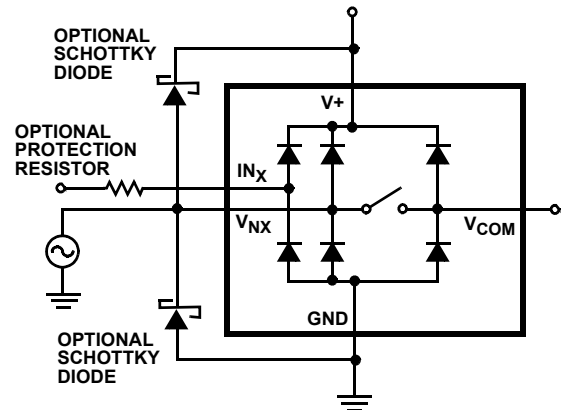 OPTIONAL
SCHOTTKY
DIODE
V+
OPTIONAL
PROTECTION
RESISTOR
INX
VNX
VCOM
GND
OPTIONAL
SCHOTTKY
DIODE